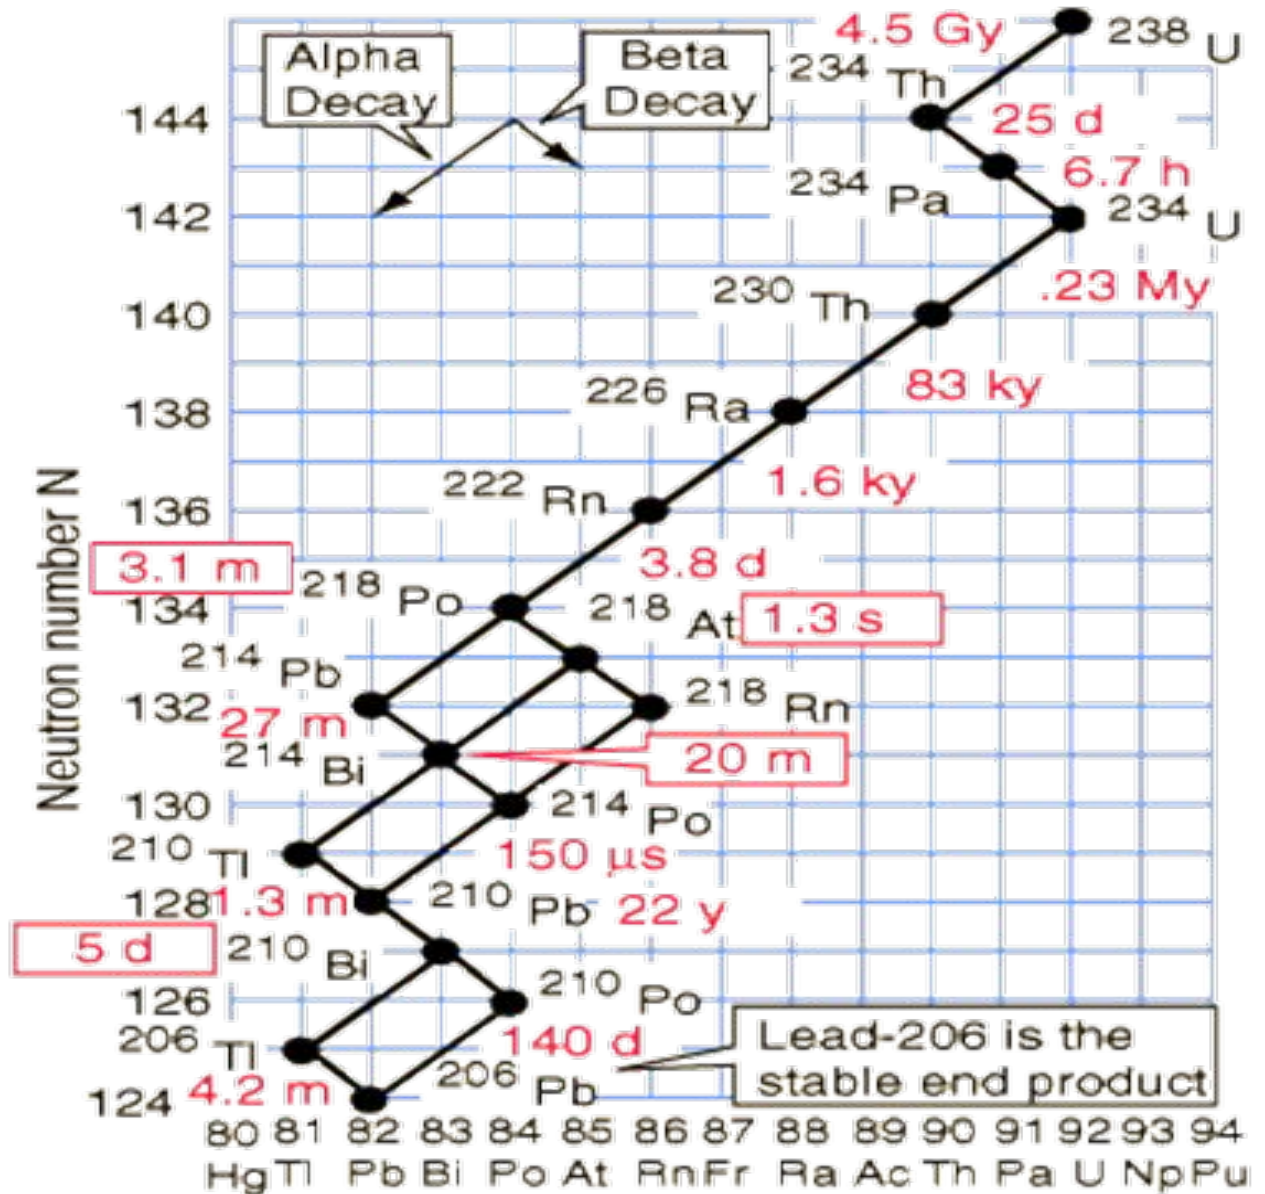 4.5 Gy
238 U
Alpha
Decay
Beta
Decay
234 Th
144
25 d
6.7 h
234 Pa
234 U
142
.23 My
230 Th
140
83 ky
226 Ra
138
1.6 ky
222 Rn
136
Neutron number N
3.1 m
3.8 d
218 Po
134
218 At
1.3 s
214 Pb
218 Rn
132
27 m
214 Bi
20 m
130
214 Po
210 Tl
150 μs
128
1.3 m
210 Pb
22 y
5 d
210 Bi
210 Po
126
206 Tl
140 d
Lead-206 is the
stable end product
4.2 m
206 Pb
124
80 81 82 83 84 85 86 87 88 89 90 91 92 93 94
Hg Tl Pb Bi Po At Rn Fr Ra Ac Th Pa U Np Pu